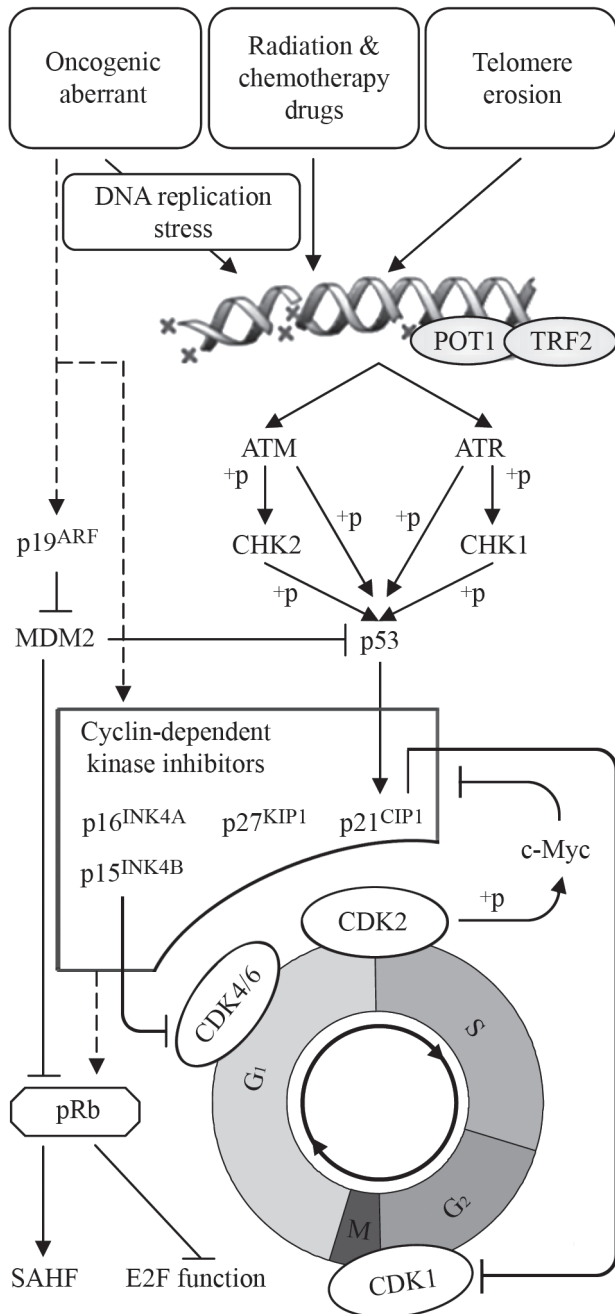 Oncogenic
aberrant
Radiation &
chemotherapy
drugs
Telomere
erosion
DNA replication
stress
POT1
TRF2
ATM
ATR
+p
+p
p19ARF
+p
+p
CHK2
CHK1
+p
+p
MDM2
p53
Cyclin-dependent
kinase inhibitors
p16INK4A
p27KIP1
p21CIP1
p15INK4B
c-Myc
+p
CDK2
CDK4/6
S
G1
pRb
G2
M
SAHF
E2F function
CDK1